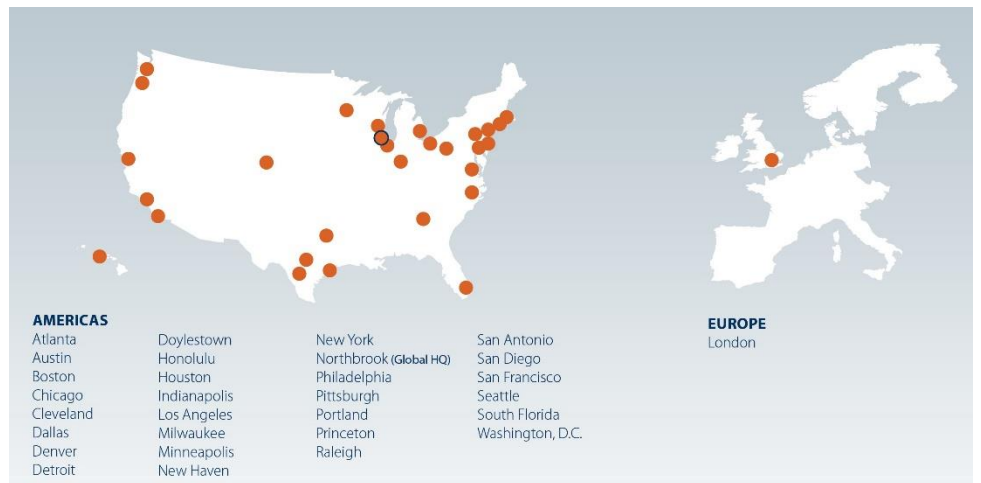 AMERICAS
Atlanta
Austin
Boston
Chicago
Cleveland
Dallas
Denver
Detroit
Doylestown
Honolulu
Houston
Indianapolis
Los Angeles
Milwaukee
Minneapolis
New Haven
New York
Northbrook (Global HQ)
Philadelphia
Pittsburgh
Portland
Princeton
Raleigh
San Antonio
San Diego
San Francisco
Seattle
South Florida
Washington, D.C.
EUROPE
London